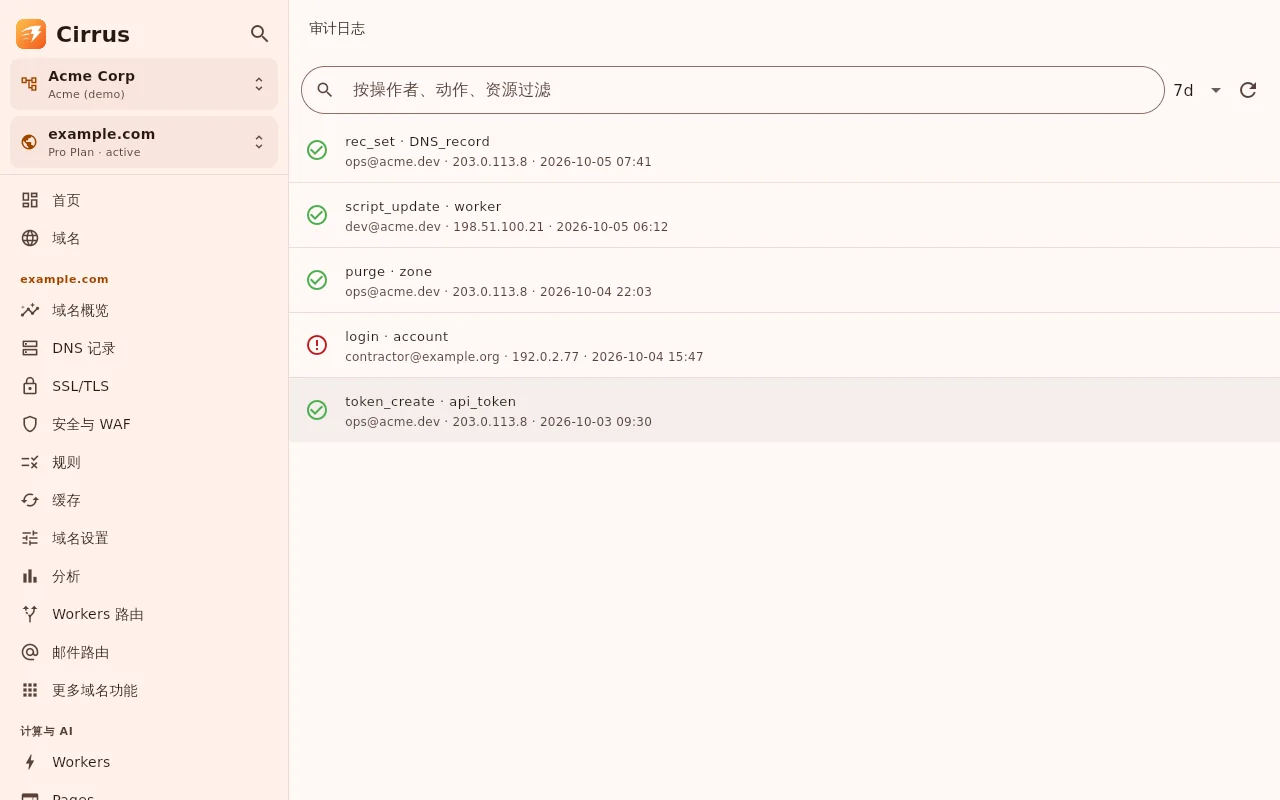 Cirrus
Acme Corp
Acme (demo)
example.com
Pro Plan · active
首页
域名
example.com
域名概览
DNS 记录
SSL/TLS
安全与 WAF
规则
缓存
域名设置
分析
Workers 路由
邮件路由
更多域名功能
计算与 AI
Workers
Pages
审计日志
按操作者、动作、资源过滤
7d
rec_set · DNS_record
ops@acme.dev · 203.0.113.8 · 2026-10-05 07:41
script_update · worker
dev@acme.dev · 198.51.100.21 · 2026-10-05 06:12
purge · zone
ops@acme.dev · 203.0.113.8 · 2026-10-04 22:03
login · account
contractor@example.org · 192.0.2.77 · 2026-10-04 15:47
token_create · api_token
ops@acme.dev · 203.0.113.8 · 2026-10-03 09:30